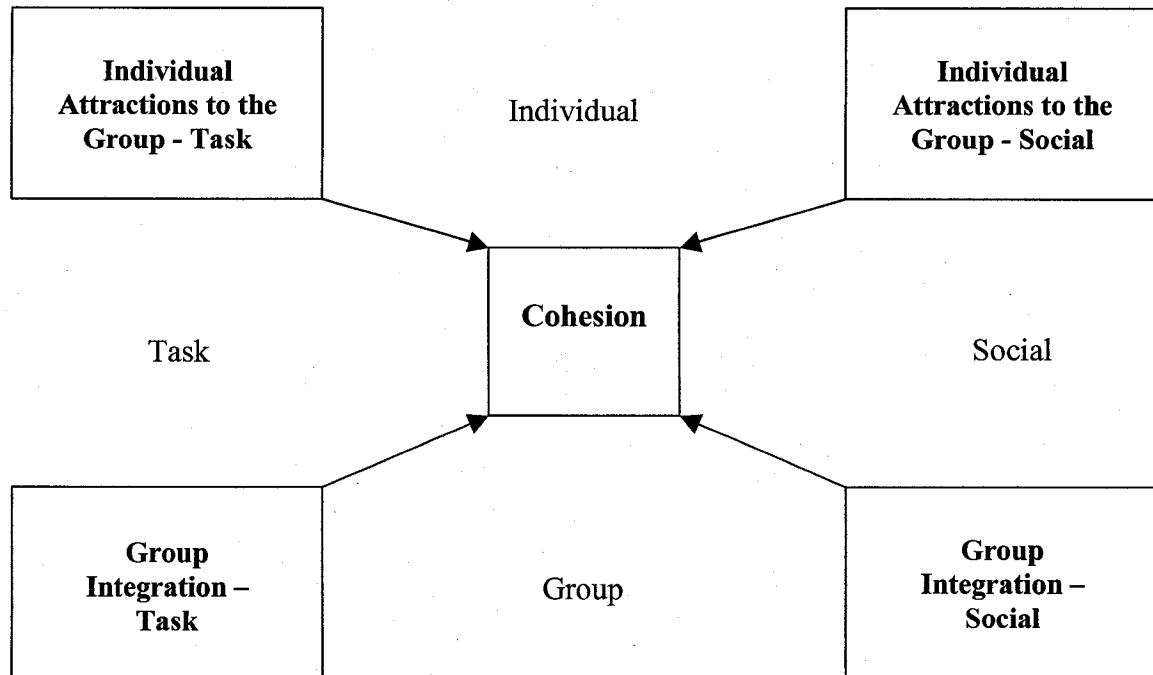 Individual
Attractions to the
Group - Task
Individual
Individual
Attractions to the
Group - Social
Cohesion
Task
Social
Group
Integration –
Task
Group
Group
Integration –
Social